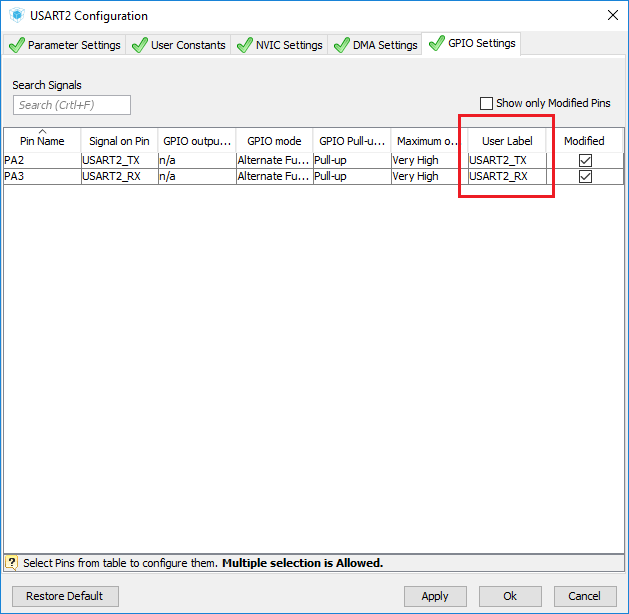 USART2 Configuration
Parameter Settings User Constants NVIC Settings DMA Settings GPIO Settings
Search Signals
Search (Crtl+F)
Show only Modified Pins
Pin Name Signal on Pin GPIO outpu... GPIO mode GPIO Pull-u... Maximum o... User Label Modified
PA2 USART2_TX n/a Alternate Fu... Pull-up Very High USART2_TX
PA3 USART2_RX n/a Alternate Fu... Pull-up Very High USART2_RX
? Select Pins from table to configure them. Multiple selection is Allowed.
Restore Default Apply Ok Cancel